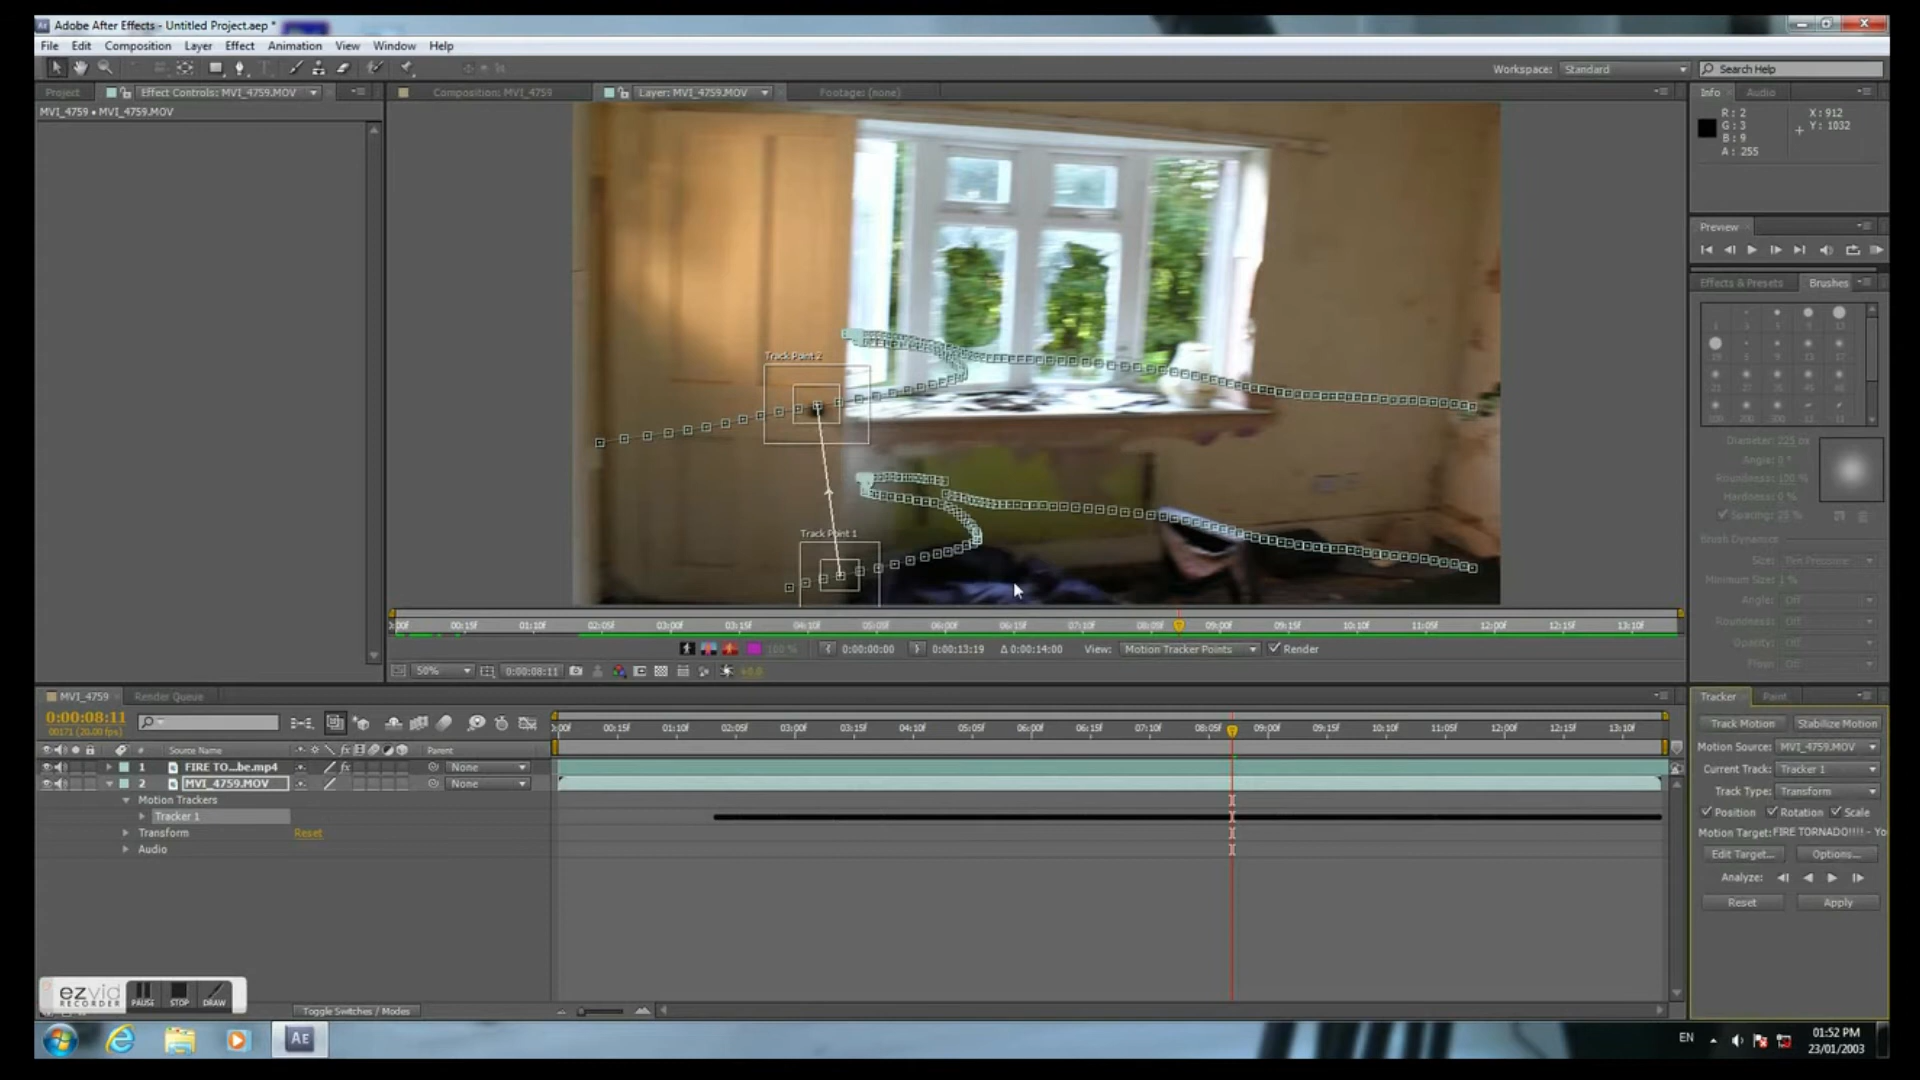 Adobe After Effects - Untitled Project.aep *
File Edit Composition Layer Effect Animation View Window Help
Workspace: Standard Search Help
Project Effect Controls: MVI_4759.MOV Composition: MVI_4759 Layer: MVI_4759.MOV Footage: (none) Info Audio
MVI_4759 • MVI_4759.MOV
R: 2 X: 912
G: 3 Y: 1032
B: 9
A: 255
Preview
Effects & Presets Brushes
Track Point 2
Track Point 1
Diameter: 225 px
Angle: 0 °
Roundness: 100 %
Hardness: 0 %
Spacing: 25 %
Brush Dynamics
Size: Pen Pressure
Minimum Size: 1 %
Angle: Off
Roundness: Off
Opacity: Off
Flow: Off
:00f 00:15f 01:10f 02:05f 03:00f 03:15f 04:10f 05:05f 06:00f 06:15f 07:10f 08:05f 09:00f 09:15f 10:10f 11:05f 12:00f 12:15f 13:10f
100 % 0:00:00:00 0:00:13:19 Δ 0:00:14:00 View: Motion Tracker Points Render
50% 0:00:08:11 +0.0
MVI_4759 Render Queue
0:00:08:11
00171 (20.00 fps)
:00f 00:15f 01:10f 02:05f 03:00f 03:15f 04:10f 05:05f 06:00f 06:15f 07:10f 08:05f 09:00f 09:15f 10:10f 11:05f 12:00f 12:15f 13:10f
# Source Name Parent
1 FIRE TO...be.mp4 None
2 MVI_4759.MOV None
Motion Trackers
Tracker 1
Transform Reset
Audio
Tracker Paint
Track Motion Stabilize Motion
Motion Source: MVI_4759.MOV
Current Track: Tracker 1
Track Type: Transform
Position Rotation Scale
Motion Target: FIRE TORNADO!!!! - Yo
Edit Target... Options...
Analyze:
Reset Apply
ezvid
RECORDER
PAUSE STOP DRAW
Toggle Switches / Modes
AE
EN
01:52 PM
23/01/2003